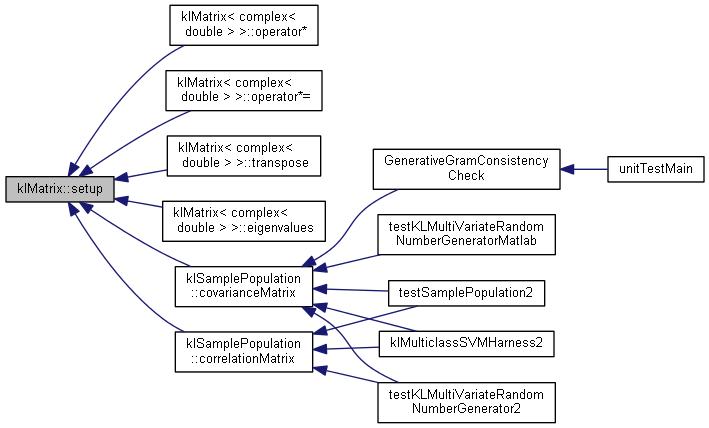 klMatrix< complex<
double > >::operator*
klMatrix< complex<
double > >::operator*=
klMatrix< complex<
double > >::transpose
klMatrix::setup
klMatrix< complex<
double > >::eigenvalues
klSamplePopulation
::covarianceMatrix
klSamplePopulation
::correlationMatrix
GenerativeGramConsistency
Check
unitTestMain
testKLMultiVariateRandom
NumberGeneratorMatlab
testSamplePopulation2
klMulticlassSVMHarness2
testKLMultiVariateRandom
NumberGenerator2